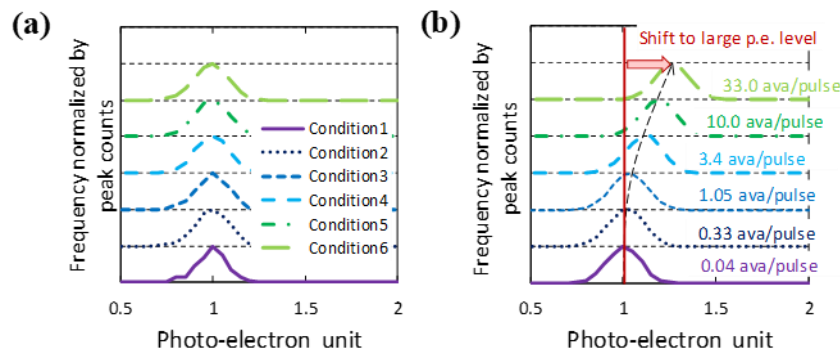 (a)
Frequency normalized by
peak counts
Condition1
Condition2
Condition3
Condition4
Condition5
Condition6
0.5
1
1.5
2
Photo-electron unit
(b)
Frequency normalized by
peak counts
Shift to large p.e. level
33.0 ava/pulse
10.0 ava/pulse
3.4 ava/pulse
1.05 ava/pulse
0.33 ava/pulse
0.04 ava/pulse
0.5
1
1.5
2
Photo-electron unit